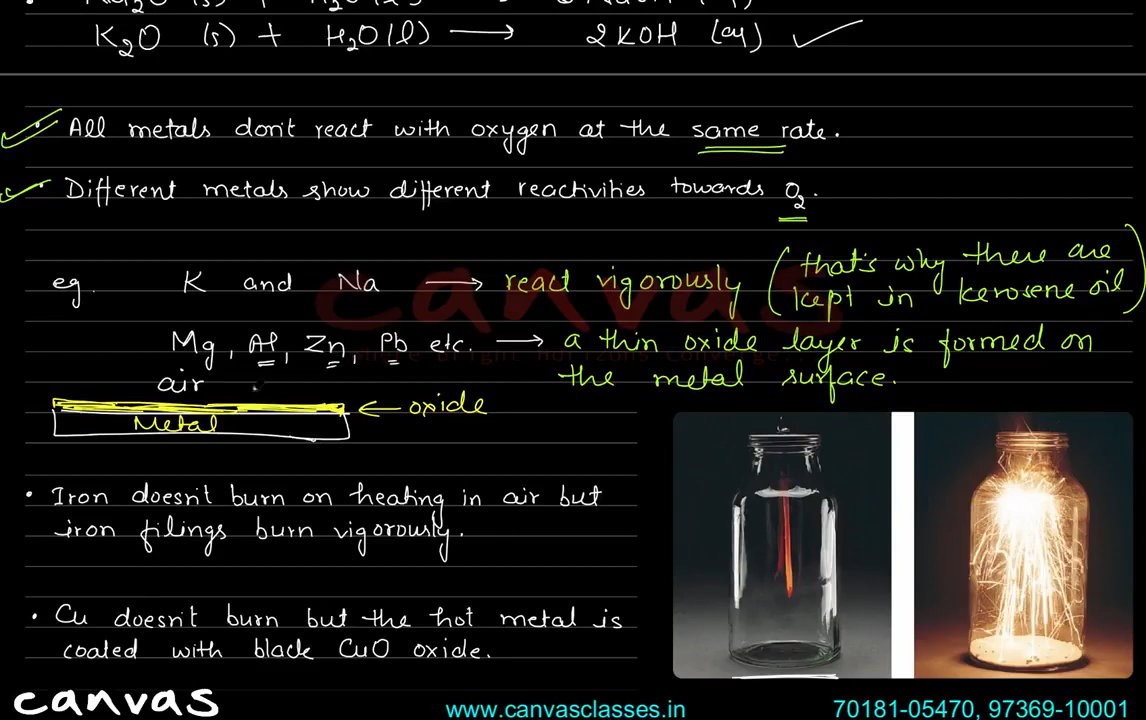 K₂O (s) + H₂O(l) ⟶ 2KOH (aq) ✓
• All metals don't react with oxygen at the same rate.
• Different metals show different reactivities towards O₂.
eg. K and Na ⟶ react vigorously (that's why there are
kept in kerosene oil)
Mg, Al, Zn, Pb etc. ⟶ a thin oxide layer is formed on
the metal surface.
air
← oxide
Metal
• Iron doesn't burn on heating in air but
iron filings burn vigorously.
• Cu doesn't burn but the hot metal is
coated with black CuO oxide.
canvas
canvas
www.canvasclasses.in
70181-05470, 97369-10001